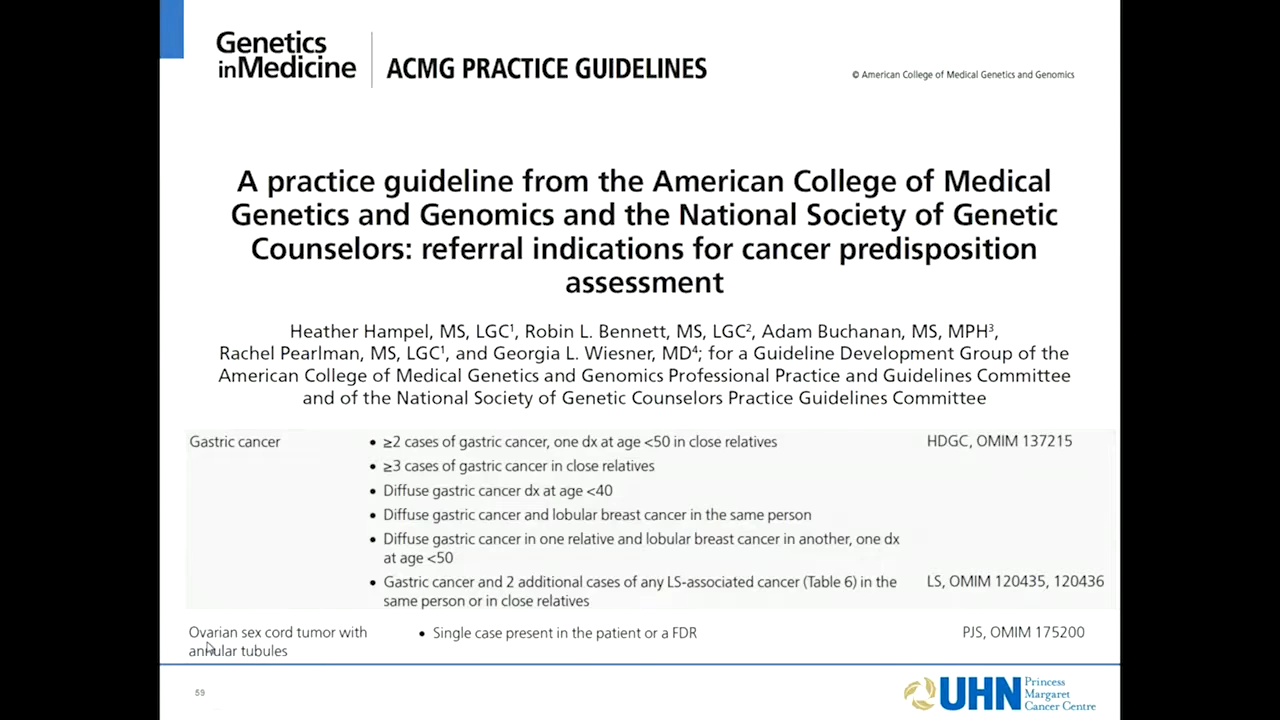 Genetics
inMedicine
ACMG PRACTICE GUIDELINES
© American College of Medical Genetics and Genomics
A practice guideline from the American College of Medical
Genetics and Genomics and the National Society of Genetic
Counselors: referral indications for cancer predisposition
assessment
Heather Hampel, MS, LGC¹, Robin L. Bennett, MS, LGC², Adam Buchanan, MS, MPH³,
Rachel Pearlman, MS, LGC¹, and Georgia L. Wiesner, MD⁴; for a Guideline Development Group of the
American College of Medical Genetics and Genomics Professional Practice and Guidelines Committee
and of the National Society of Genetic Counselors Practice Guidelines Committee
Gastric cancer • ≥2 cases of gastric cancer, one dx at age <50 in close relatives HDGC, OMIM 137215
• ≥3 cases of gastric cancer in close relatives
• Diffuse gastric cancer dx at age <40
• Diffuse gastric cancer and lobular breast cancer in the same person
• Diffuse gastric cancer in one relative and lobular breast cancer in another, one dx
at age <50
• Gastric cancer and 2 additional cases of any LS-associated cancer (Table 6) in the LS, OMIM 120435, 120436
same person or in close relatives
Ovarian sex cord tumor with • Single case present in the patient or a FDR PJS, OMIM 175200
annular tubules
59
UHN
Princess
Margaret
Cancer Centre